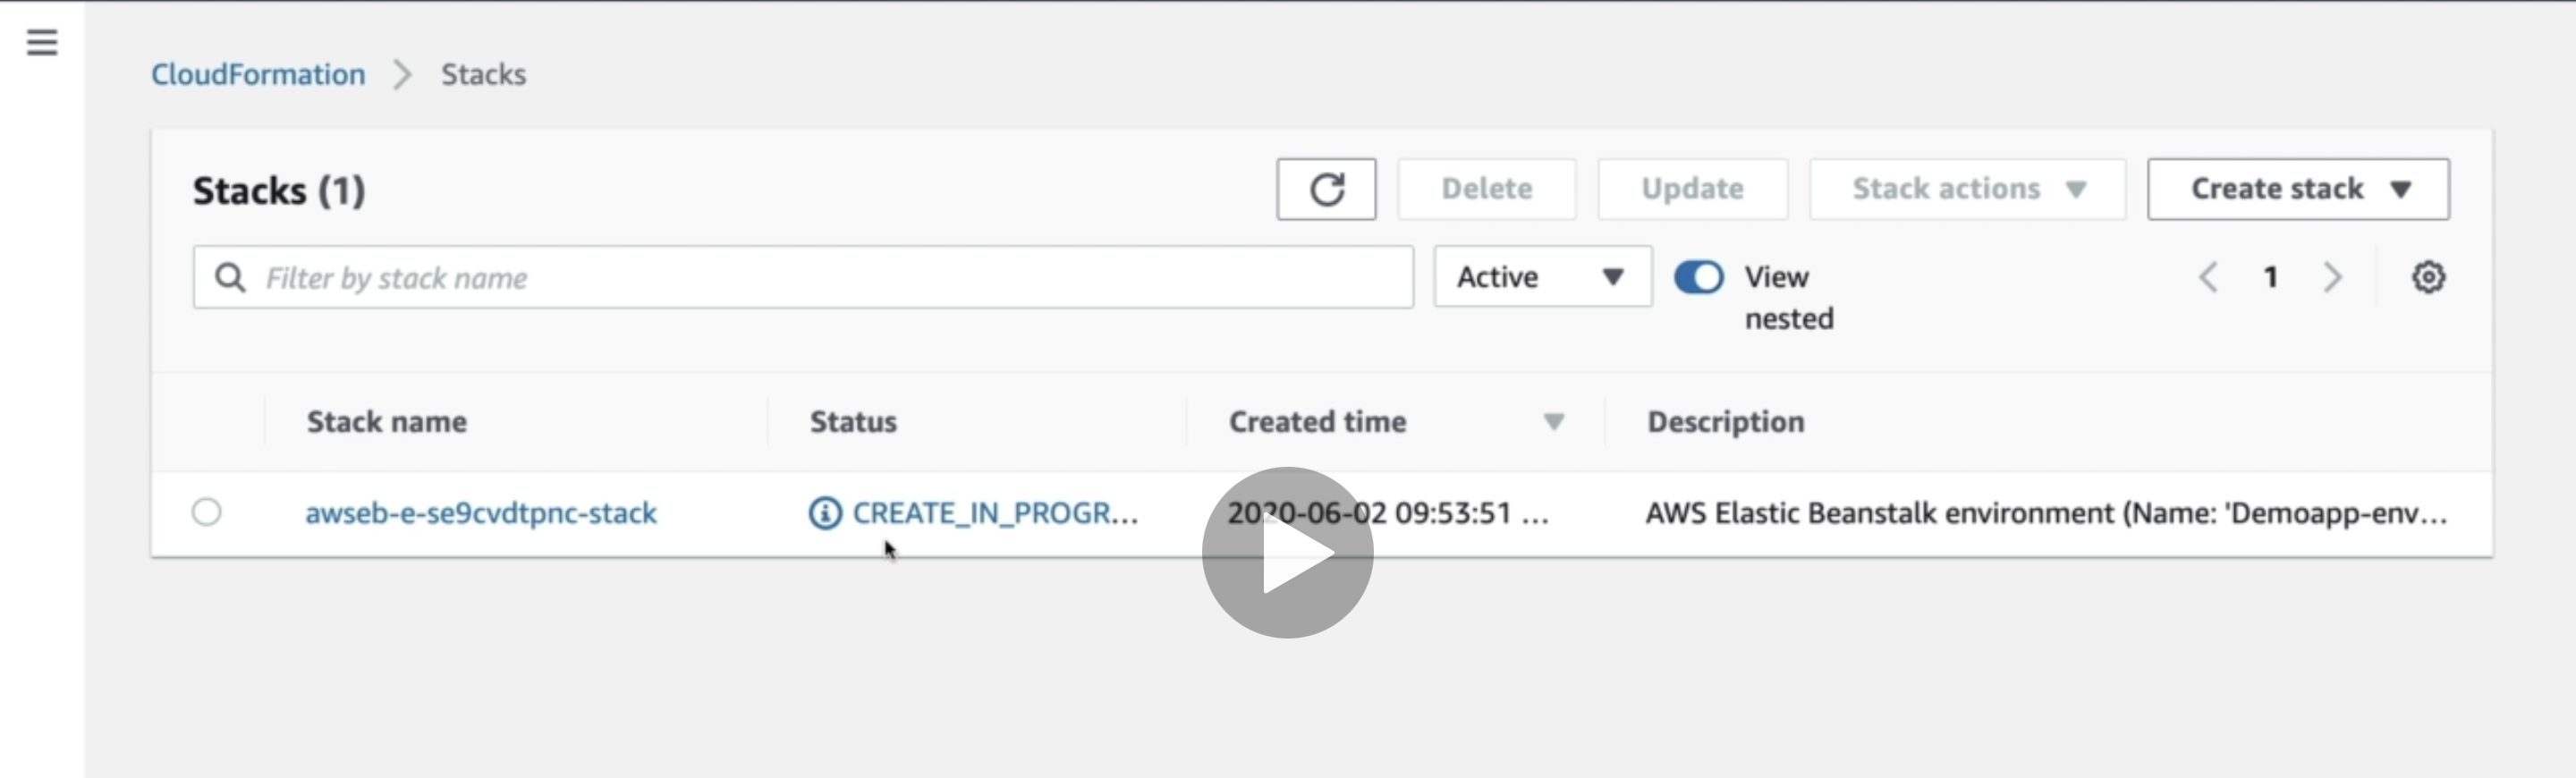 CloudFormation > Stacks
Stacks (1)
Delete
Update
Stack actions
Create stack
Filter by stack name
Active
View
nested
1
Stack name
Status
Created time
Description
awseb-e-se9cvdtpnc-stack
CREATE_IN_PROGR...
2020-06-02 09:53:51 ...
AWS Elastic Beanstalk environment (Name: 'Demoapp-env...